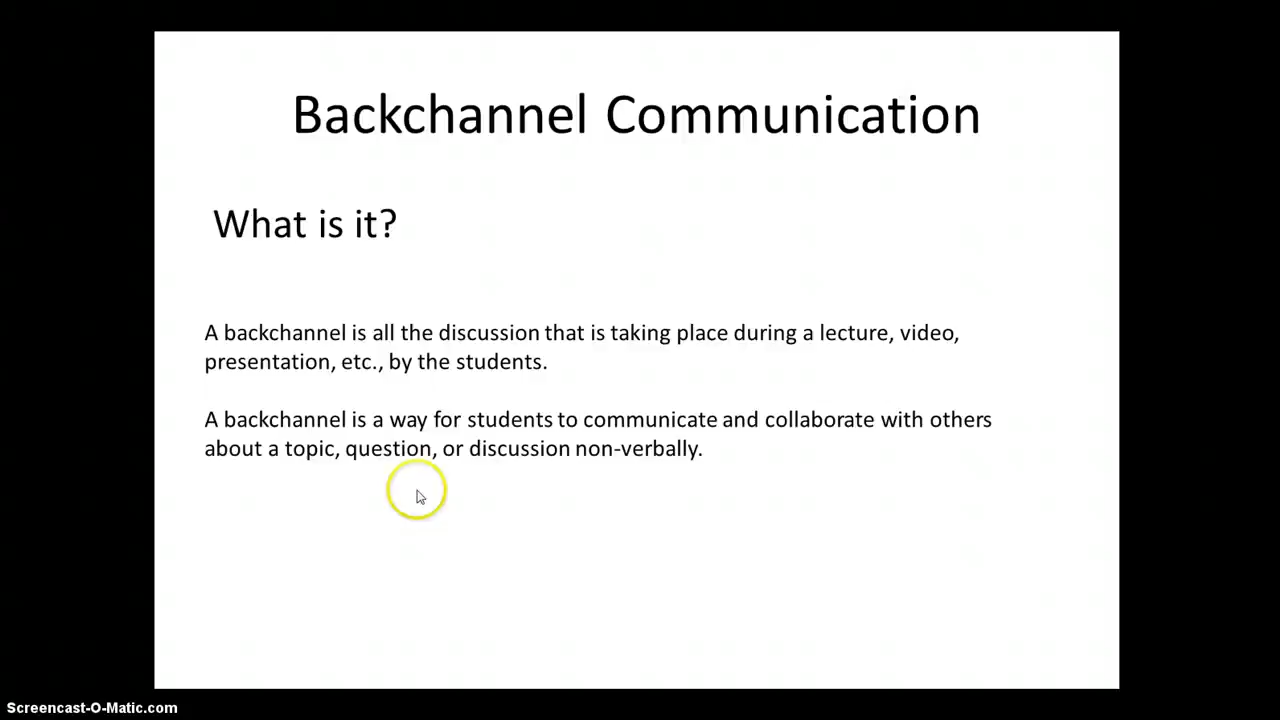 Backchannel Communication
What is it?
A backchannel is all the discussion that is taking place during a lecture, video,
presentation, etc., by the students.
A backchannel is a way for students to communicate and collaborate with others
about a topic, question, or discussion non-verbally.
Screencast-O-Matic.com